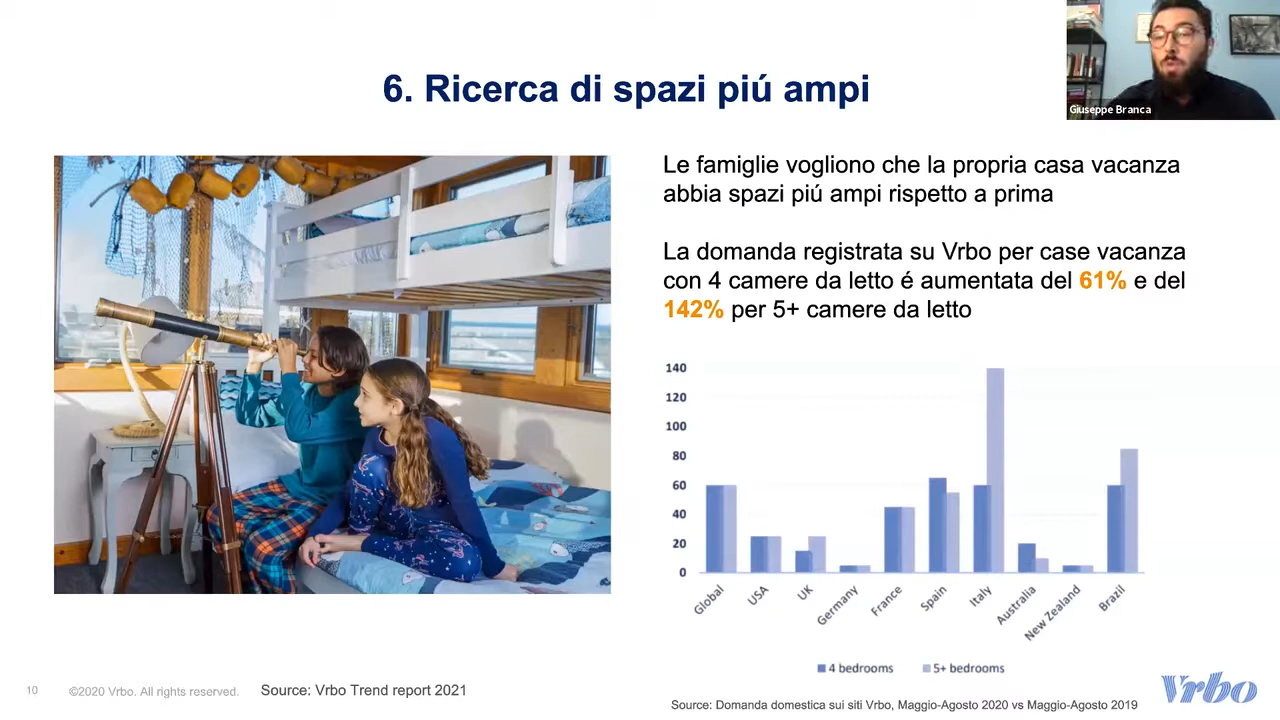 Giuseppe Branca
6. Ricerca di spazi piú ampi
Le famiglie vogliono che la propria casa vacanza
abbia spazi piú ampi rispetto a prima
La domanda registrata su Vrbo per case vacanza
con 4 camere da letto é aumentata del 61% e del
142% per 5+ camere da letto
140
120
100
80
60
40
20
0
Global
USA
UK
Germany
France
Spain
Italy
Australia
New Zealand
Brazil
4 bedrooms
5+ bedrooms
10
©2020 Vrbo. All rights reserved.
Source: Vrbo Trend report 2021
Source: Domanda domestica sui siti Vrbo, Maggio-Agosto 2020 vs Maggio-Agosto 2019
Vrbo